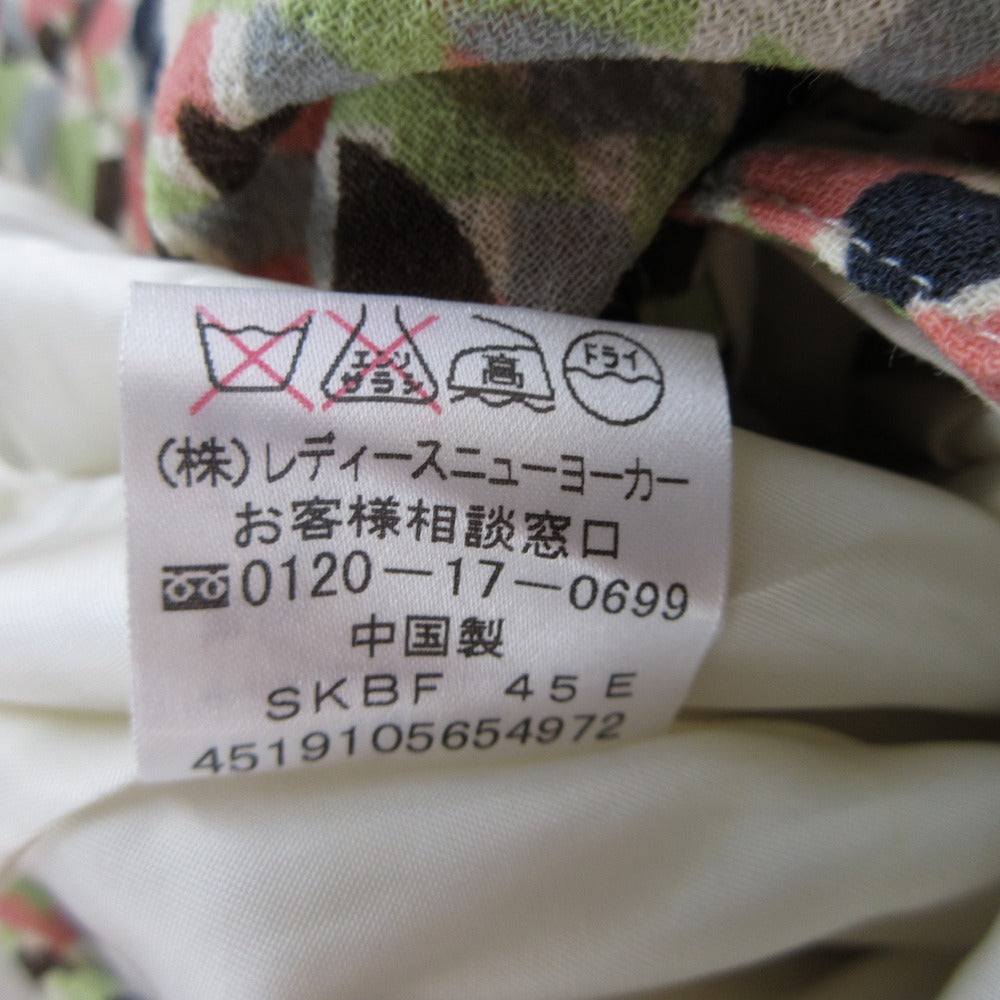 エンソ サラシ 高 ドライ
(株)レディースニューヨーカー
お客様相談窓口
0120-17-0699
中国製
SKBF 45E
4519105654972